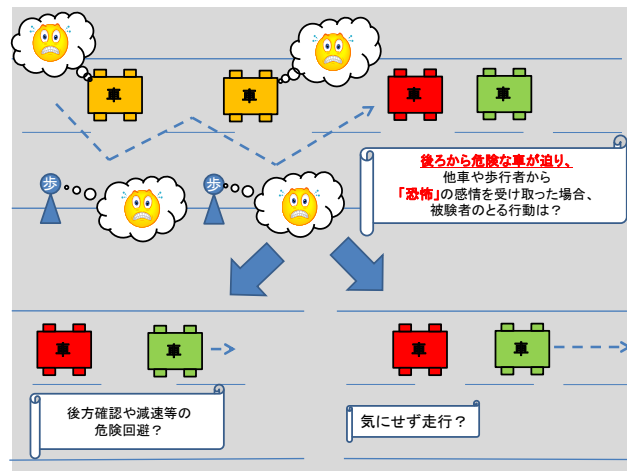 車
車
車
車
歩
歩
後ろから危険な車が迫り、
他車や歩行者から
「恐怖」の感情を受け取った場合、
被験者のとる行動は？
車
車
車
車
後方確認や減速等の
危険回避？
気にせず走行？